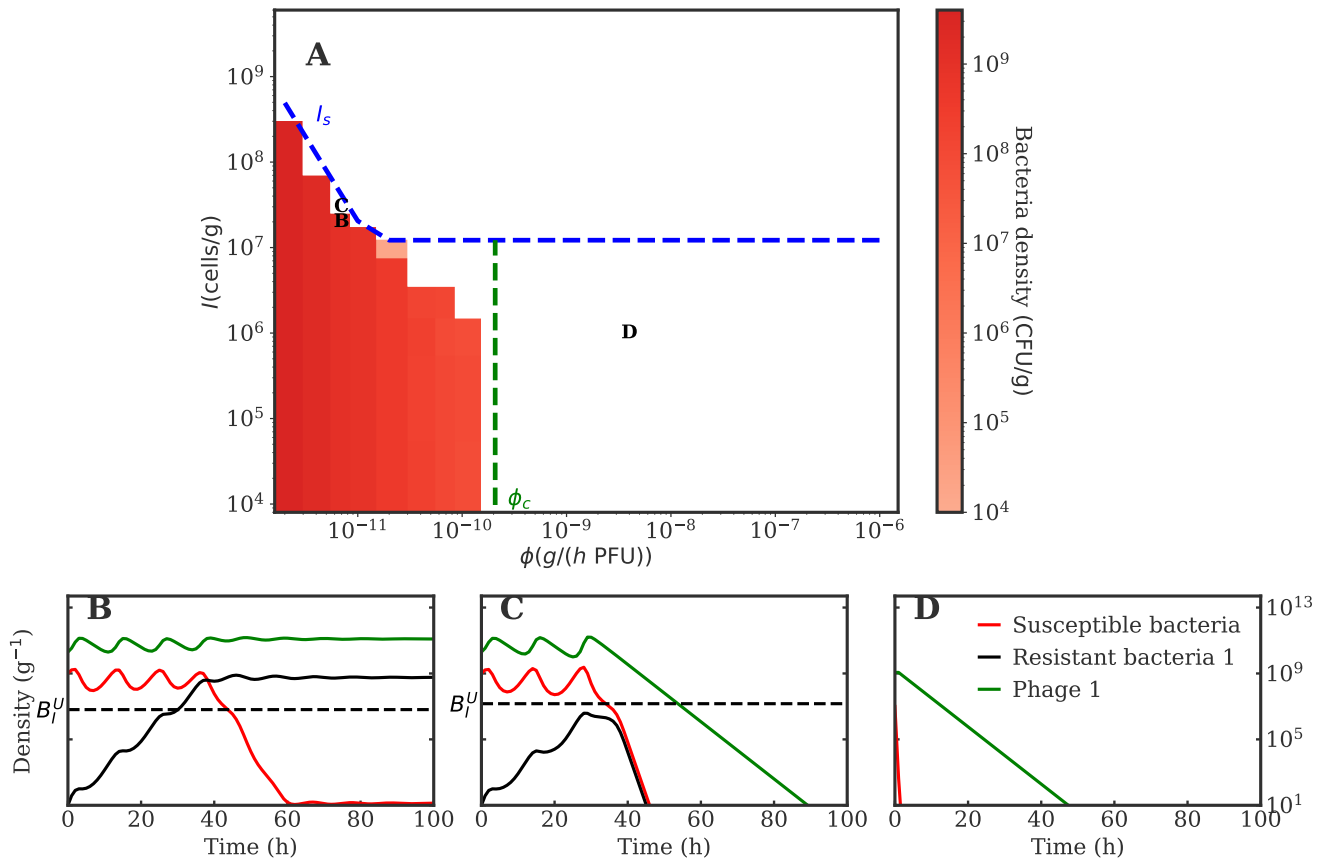 A
I_s
C
B
D
ϕ_c
10^9
10^8
10^7
10^6
10^5
10^4
I(cells/g)
10^-11
10^-10
10^-9
10^-8
10^-7
10^-6
ϕ(g/(h PFU))
10^9
10^8
10^7
10^6
10^5
10^4
Bacteria density (CFU/g)
B
Density (g^−1)
B_I^U
0
20
40
60
80
100
Time (h)
C
B_I^U
0
20
40
60
80
100
Time (h)
D
Susceptible bacteria
Resistant bacteria 1
Phage 1
10^13
10^9
10^5
10^1
0
20
40
60
80
100
Time (h)